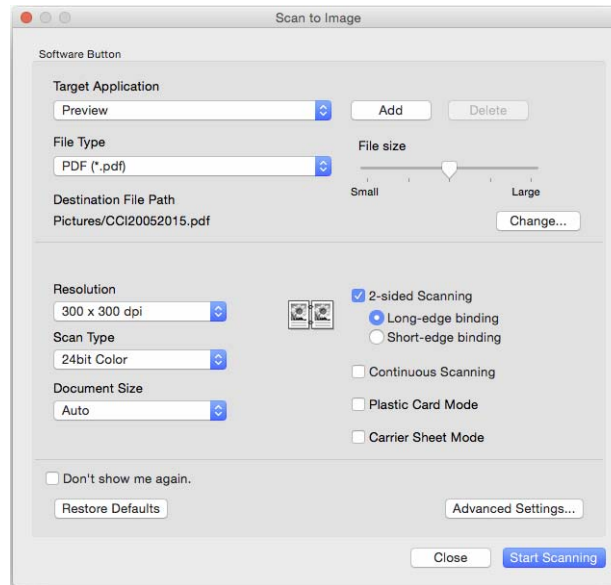 Scan to Image
Software Button
Target Application
Preview
Add
Delete
File Type
PDF (*.pdf)
File size
Small
Large
Destination File Path
Pictures/CCI20052015.pdf
Change...
Resolution
300 x 300 dpi
Scan Type
24bit Color
Document Size
Auto
2-sided Scanning
Long-edge binding
Short-edge binding
Continuous Scanning
Plastic Card Mode
Carrier Sheet Mode
Don't show me again.
Restore Defaults
Advanced Settings...
Close
Start Scanning